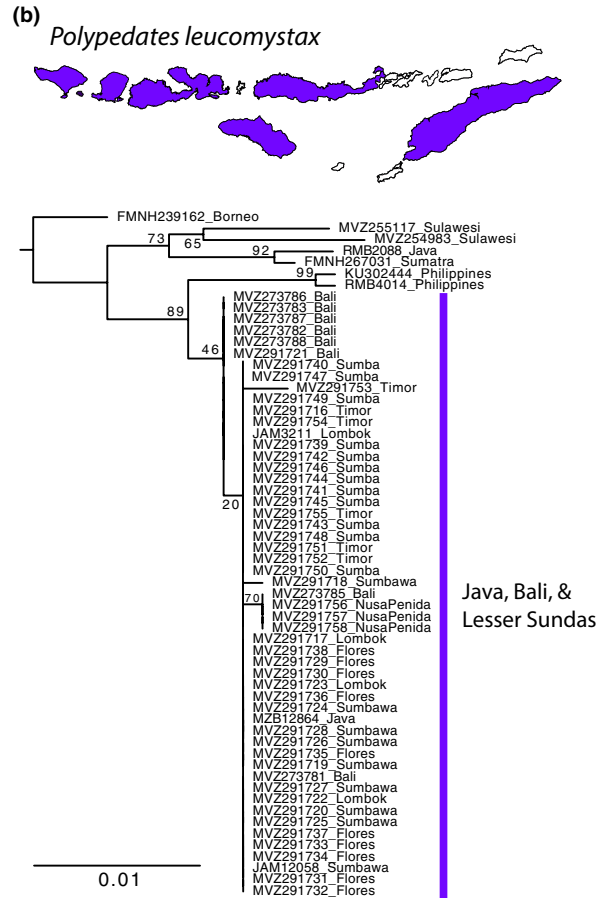 (b)
Polypedates leucomystax
FMNH239162_Borneo
73
MVZ255117_Sulawesi
65
MVZ254983_Sulawesi
92
RMB2088_Java
FMNH267031_Sumatra
99
KU302444_Philippines
RMB4014_Philippines
89
MVZ273786_Bali
MVZ273783_Bali
MVZ273787_Bali
MVZ273782_Bali
MVZ273788_Bali
46
MVZ291721_Bali
MVZ291740_Sumba
MVZ291747_Sumba
MVZ291753_Timor
MVZ291749_Sumba
MVZ291716_Timor
MVZ291754_Timor
JAM3211_Lombok
MVZ291739_Sumba
MVZ291742_Sumba
MVZ291746_Sumba
MVZ291744_Sumba
MVZ291741_Sumba
MVZ291745_Sumba
20
MVZ291755_Timor
MVZ291743_Sumba
MVZ291748_Sumba
MVZ291751_Timor
MVZ291752_Timor
MVZ291750_Sumba
MVZ291718_Sumbawa
70
MVZ273785_Bali
MVZ291756_NusaPenida
MVZ291757_NusaPenida
MVZ291758_NusaPenida
MVZ291717_Lombok
MVZ291738_Flores
MVZ291729_Flores
MVZ291730_Flores
MVZ291723_Lombok
MVZ291736_Flores
MVZ291724_Sumbawa
MZB12864_Java
MVZ291728_Sumbawa
MVZ291726_Sumbawa
MVZ291735_Flores
MVZ291719_Sumbawa
MVZ273781_Bali
MVZ291727_Sumbawa
MVZ291722_Lombok
MVZ291720_Sumbawa
MVZ291725_Sumbawa
MVZ291737_Flores
MVZ291733_Flores
MVZ291734_Flores
JAM12058_Sumbawa
MVZ291731_Flores
MVZ291732_Flores
Java, Bali, &
Lesser Sundas
0.01